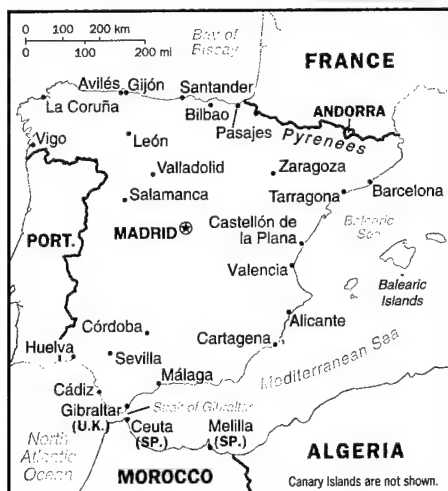 0 100 200 km
0 100 200 mi
Bay of
Biscay
FRANCE
Avilés
Gijón
Santander
La Coruña
Bilbao
ANDORRA
Pasajes
Pyrenees
Vigo
León
Valladolid
Zaragoza
Salamanca
Tarragona
Barcelona
PORT.
MADRID
Castellón de
la Plana
Balearic
Sea
Valencia
Balearic
Islands
Alicante
Córdoba
Cartagena
Huelva
Sevilla
Mediterranean Sea
Cádiz
Málaga
Gibraltar
(U.K.)
Strait of Gibraltar
Ceuta
(SP.)
Melilla
(SP.)
North
Atlantic
Ocean
MOROCCO
ALGERIA
Canary Islands are not shown.